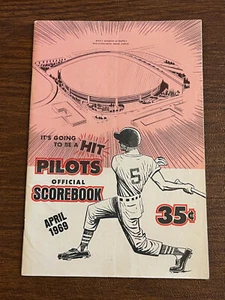 IT'S GOING
TO BE A HIT
PILOTS
OFFICIAL
SCOREBOOK
APRIL
1969
35¢
5